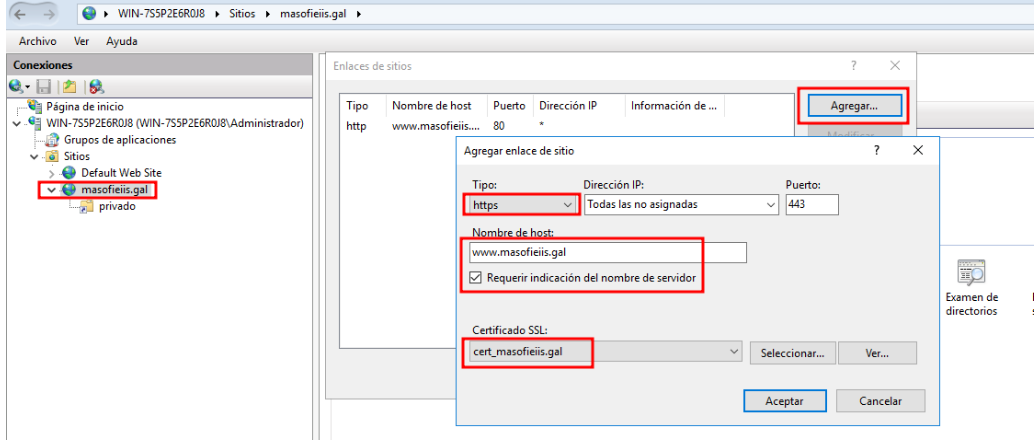 WIN-7S5P2E6R0J8 ▸ Sitios ▸ masofieiis.gal ▸
Archivo Ver Ayuda
Conexiones
Página de inicio
WIN-7S5P2E6R0J8 (WIN-7S5P2E6R0J8\Administrador)
Grupos de aplicaciones
Sitios
Default Web Site
masofieiis.gal
privado
Enlaces de sitios ?
Tipo Nombre de host Puerto Dirección IP Información de ...
http www.masofieiis.... 80 *
Agregar...
Modificar...
Agregar enlace de sitio ?
Tipo: Dirección IP: Puerto:
https Todas las no asignadas 443
Nombre de host:
www.masofieiis.gal
Requerir indicación del nombre de servidor
Certificado SSL:
cert_masofieiis.gal Seleccionar... Ver...
Aceptar Cancelar
Examen de
directorios